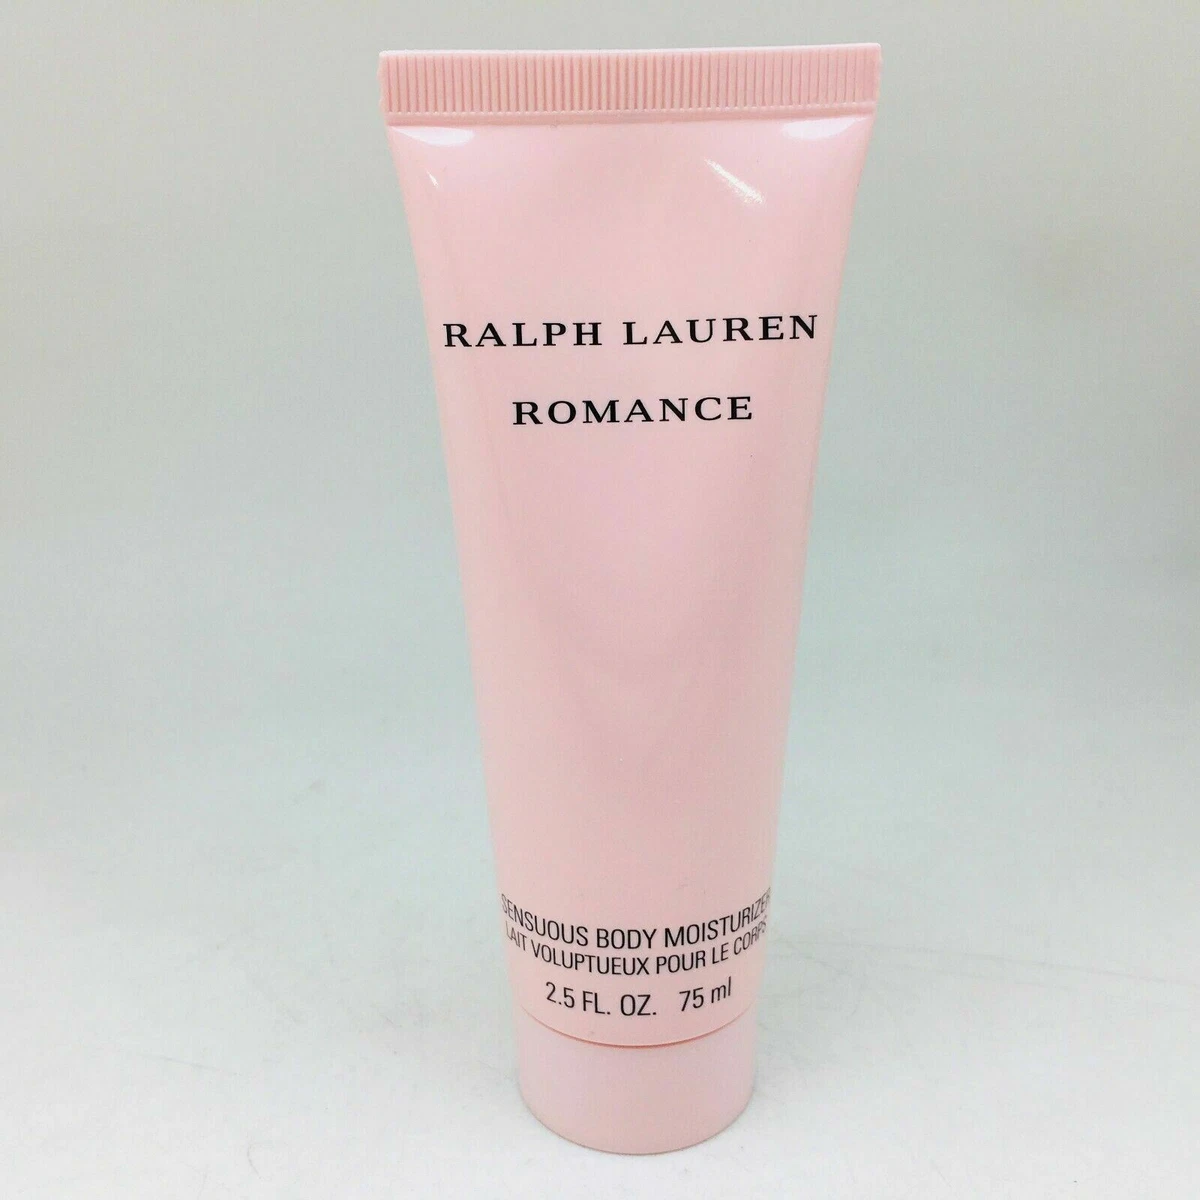 RALPH LAUREN
ROMANCE
SENSUOUS BODY MOISTURIZER
LAIT VOLUPTUEUX POUR LE CORPS
2.5 FL. OZ. 75 ml